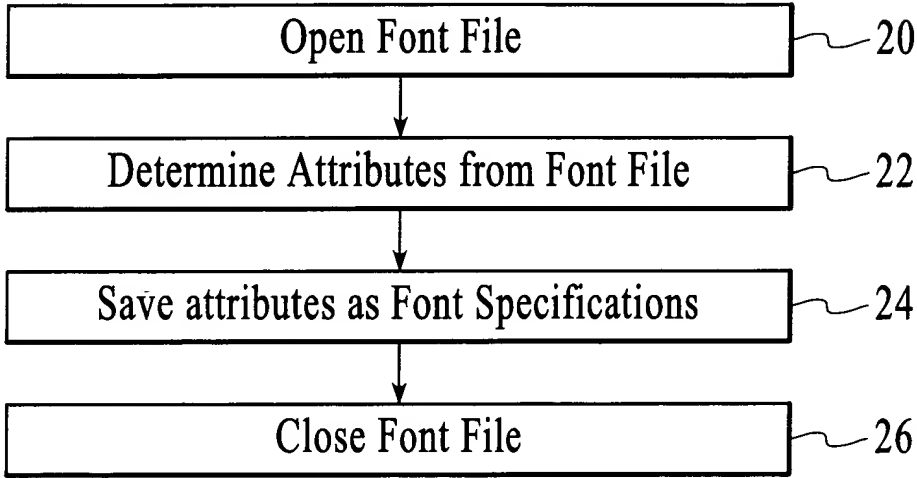 Open Font File 20
Determine Attributes from Font File 22
Save attributes as Font Specifications 24
Close Font File 26